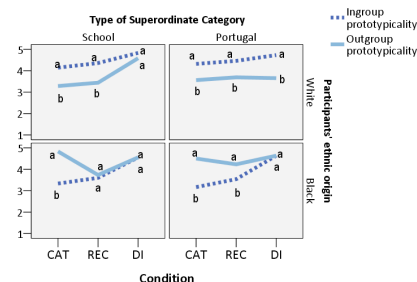 Type of Superordinate Category
School
Portugal
Ingroup
prototypicality
Outgroup
prototypicality
5
4
3
2
1
a
a
a
a
b
b
a
a
a
b
b
b
White
5
4
3
2
1
a
a
a
b
a
a
a
a
a
b
b
a
Black
Participants' ethnic origin
CAT
REC
DI
CAT
REC
DI
Condition